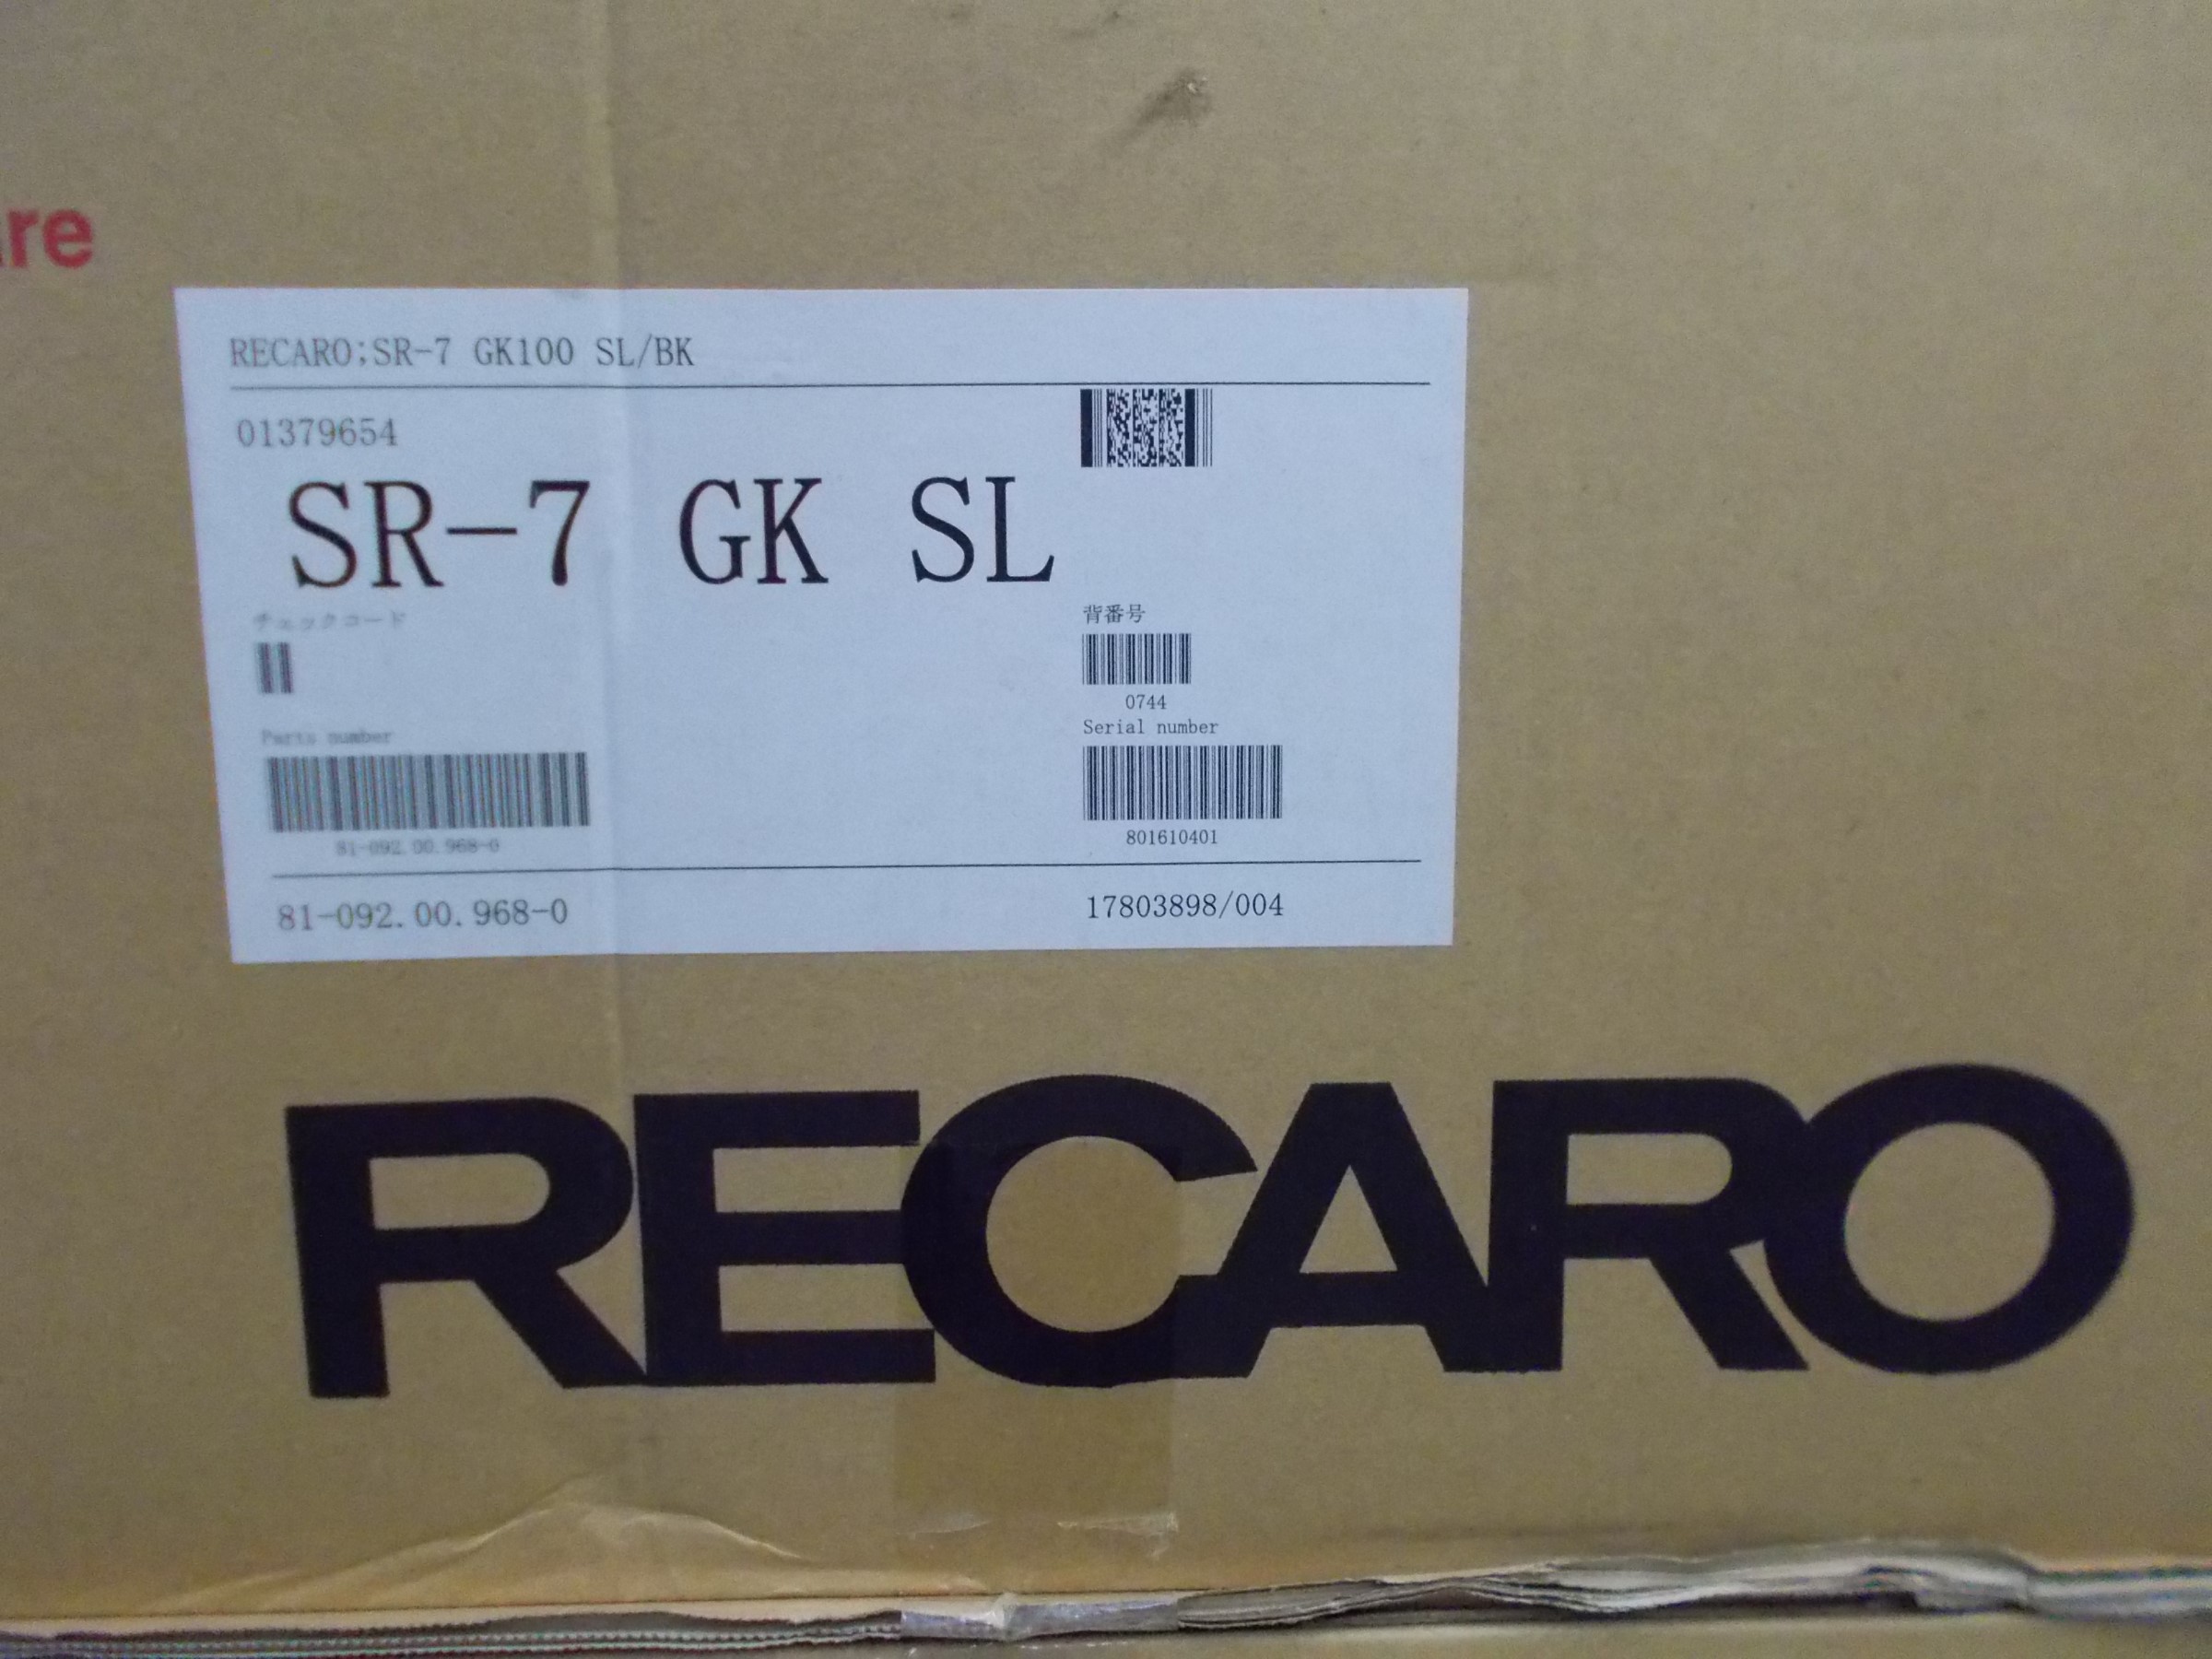 re
RECARO;SR-7 GK100 SL/BK
01379654
SR-7 GK SL
チェックコード
背番号
0744
Parts number
Serial number
81-092.00.968-0
801610401
81-092.00.968-0
17803898/004
RECARO